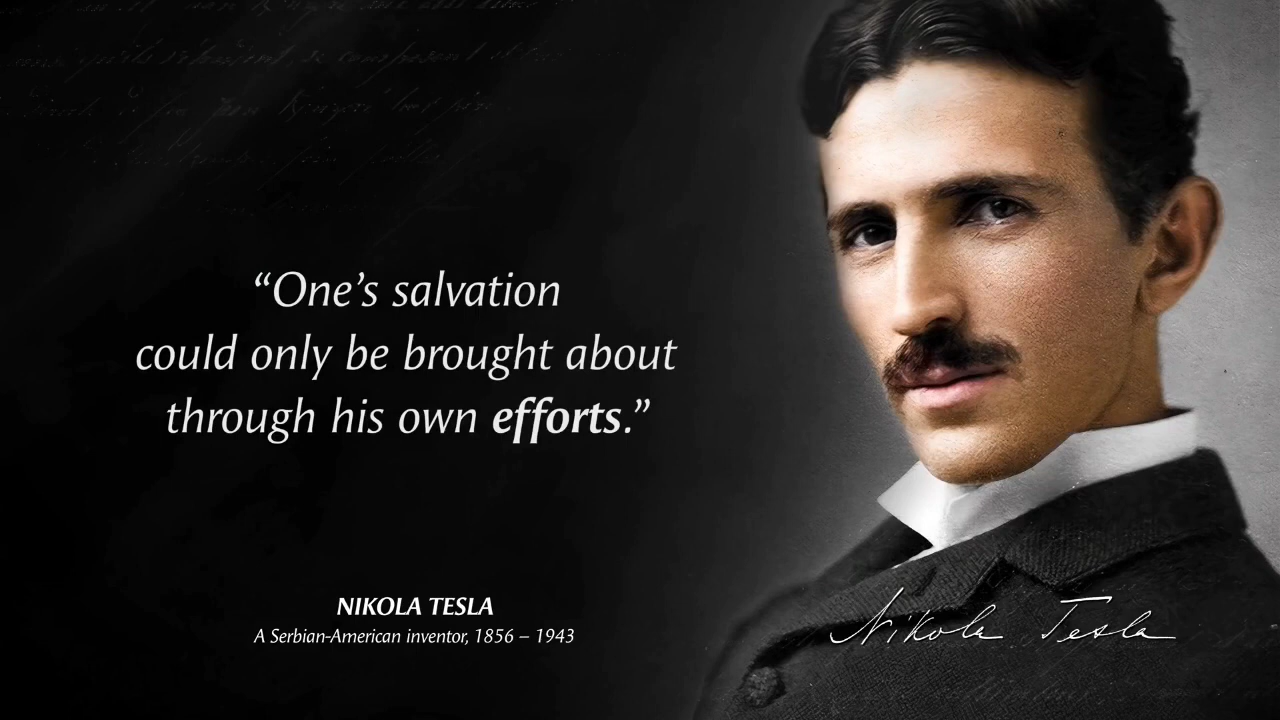 “One’s salvation
could only be brought about
through his own efforts.”
NIKOLA TESLA
A Serbian-American inventor, 1856 – 1943
Nikola Tesla